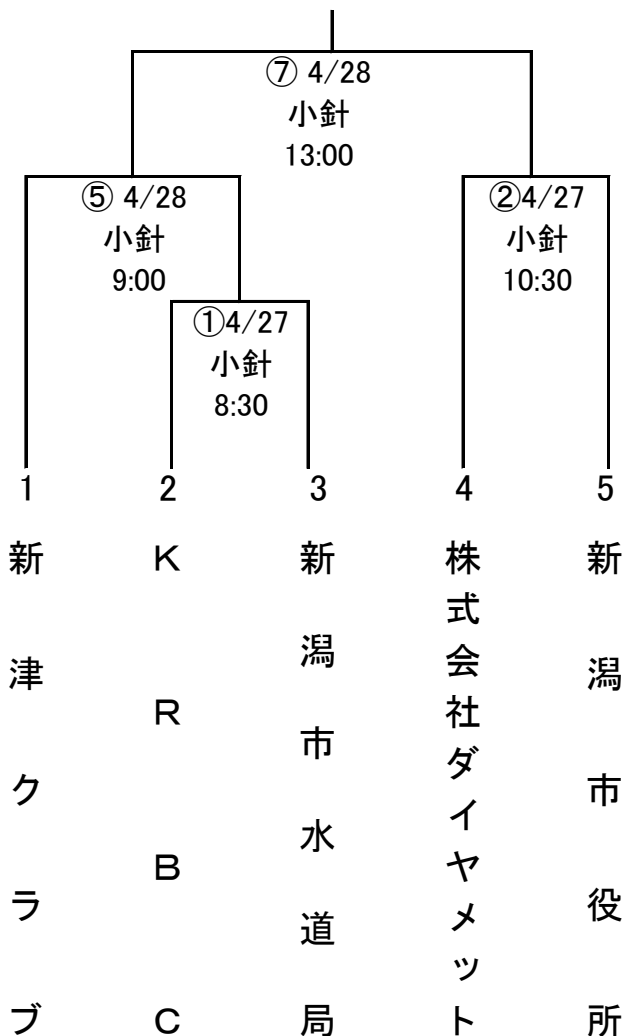 ⑦ 4/28
小針
13:00
⑤ 4/28
小針
9:00
②4/27
小針
10:30
①4/27
小針
8:30
1
2
3
4
5
新津クラブ
KRBC
新潟市水道局
株式会社ダイヤメット
新潟市役所